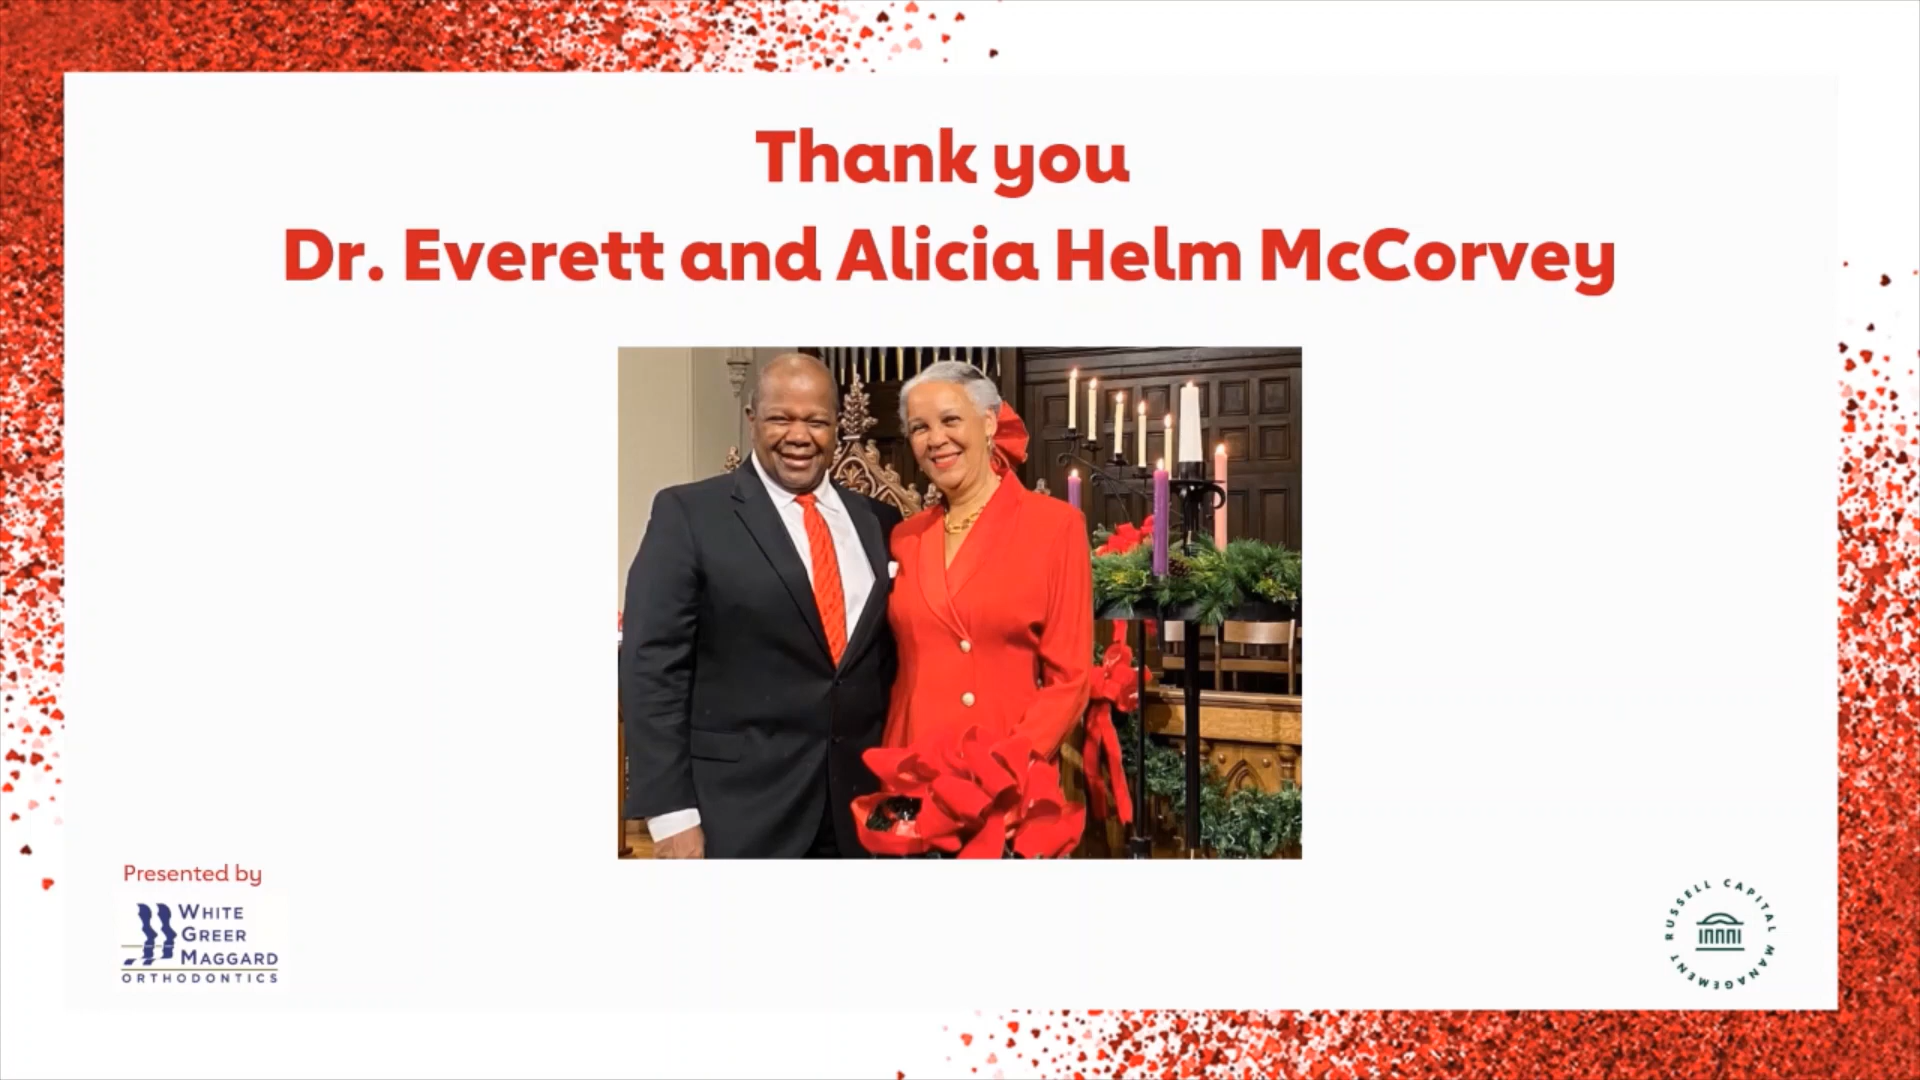 Thank you
Dr. Everett and Alicia Helm McCorvey
Presented by
WHITE
GREER
MAGGARD
ORTHODONTICS
RUSSELL CAPITAL MANAGEMENT